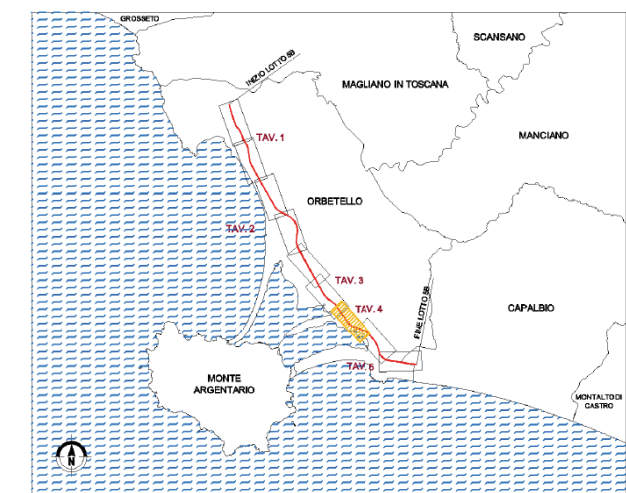 GROSSETO
SCANSANO
INIZIO LOTTO 5B
MAGLIANO IN TOSCANA
MANCIANO
TAV. 1
ORBETELLO
TAV. 2
TAV. 3
TAV. 4
CAPALBIO
FINE LOTTO 5B
TAV. 5
MONTE
ARGENTARIO
MONTALTO DI
CASTRO
N